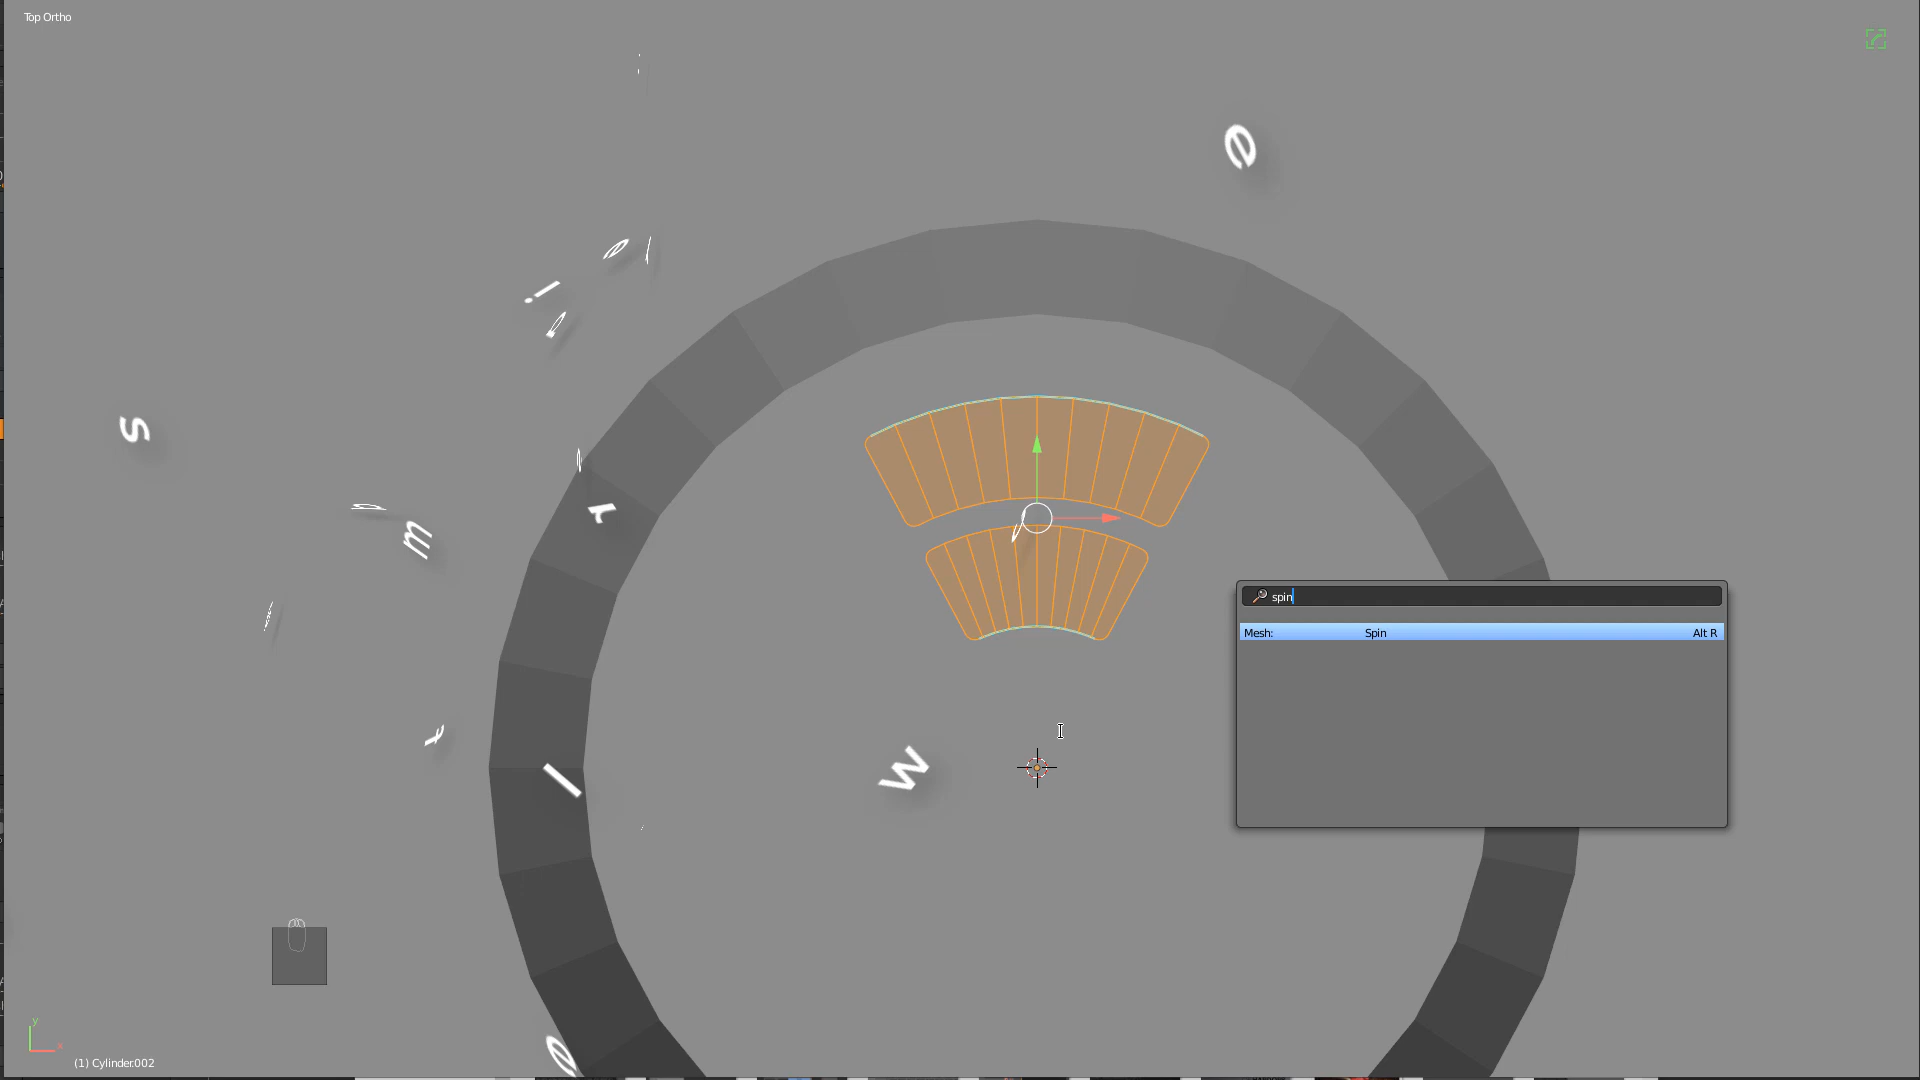 Top Ortho
e
e
i
s
m
r
spin
Mesh: Spin Alt R
x
w
l
e
y
x
(1) Cylinder.002